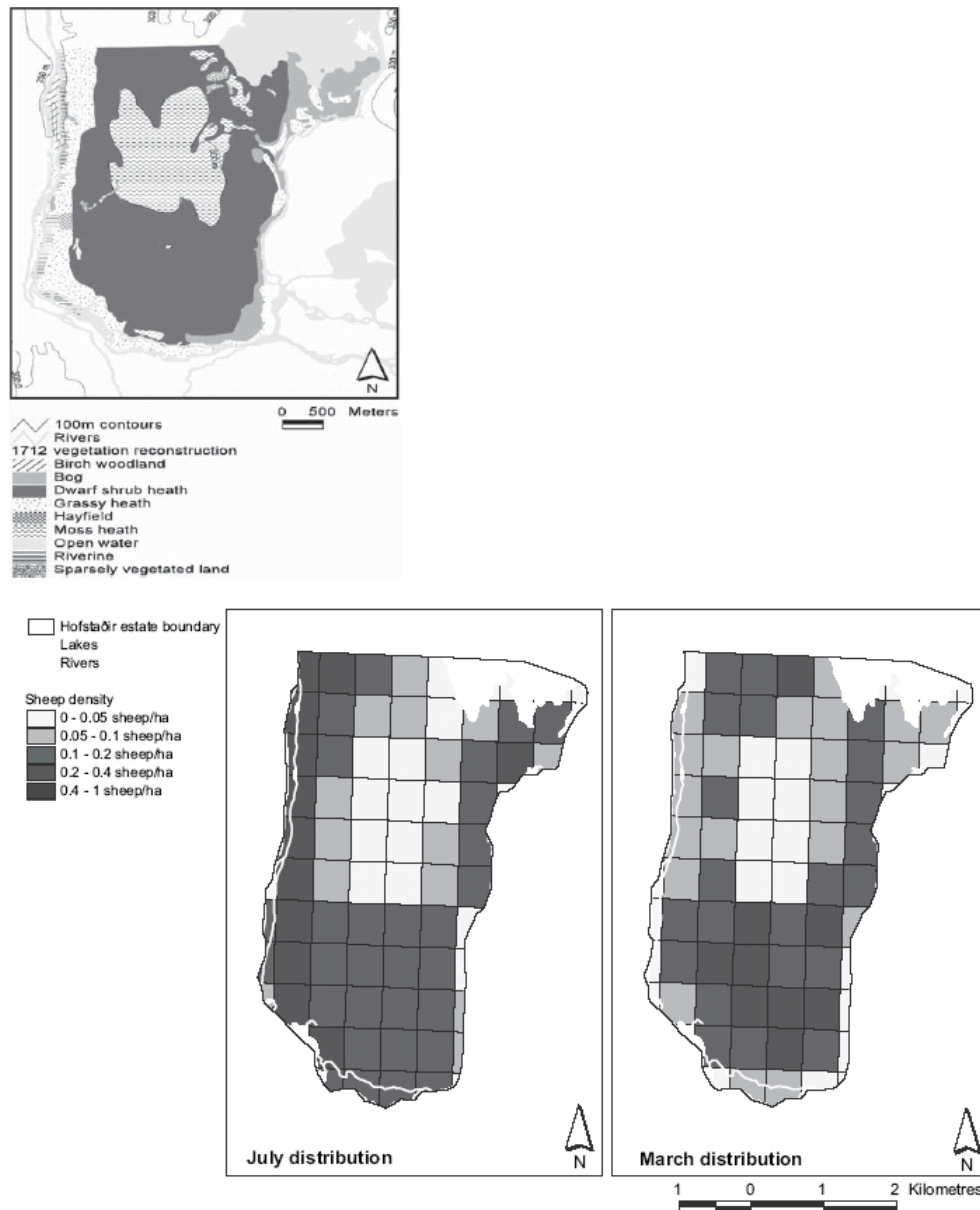 N
0 500 Meters
100m contours
Rivers
1712 vegetation reconstruction
Birch woodland
Bog
Dwarf shrub heath
Grassy heath
Hayfield
Moss heath
Open water
Riverine
Sparsely vegetated land
Hofstaðir estate boundary
Lakes
Rivers
Sheep density
0 - 0.05 sheep/ha
0.05 - 0.1 sheep/ha
0.1 - 0.2 sheep/ha
0.2 - 0.4 sheep/ha
0.4 - 1 sheep/ha
July distribution
N
March distribution
N
1 0 1 2 Kilometres